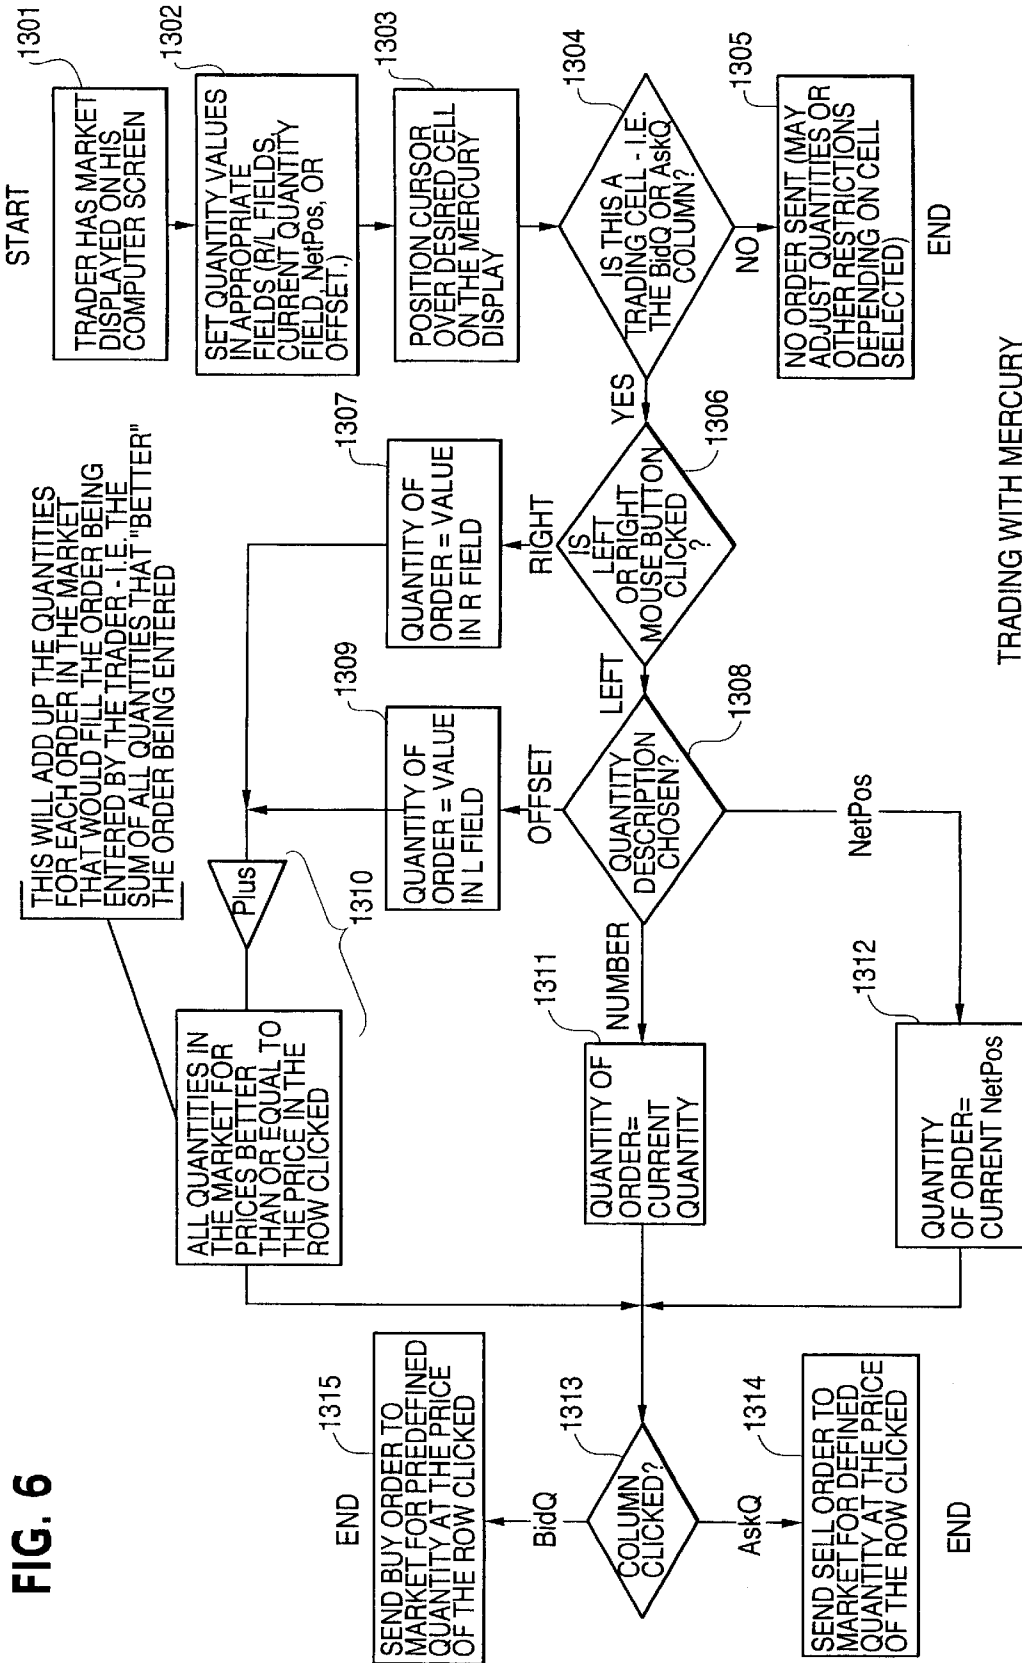 FIG. 6
START
1301
TRADER HAS MARKET
DISPLAYED ON HIS
COMPUTER SCREEN
1302
SET QUANTITY VALUES
IN APPROPRIATE
FIELDS (R/L FIELDS,
CURRENT QUANTITY
FIELD, NetPos, OR
OFFSET.)
1303
POSITION CURSOR
OVER DESIRED CELL
ON THE MERCURY
DISPLAY
1304
IS THIS A
TRADING CELL - I.E.
THE BidQ OR AskQ
COLUMN?
NO
1305
NO ORDER SENT (MAY
ADJUST QUANTITIES OR
OTHER RESTRICTIONS
DEPENDING ON CELL
SELECTED)
END
YES
1306
IS
LEFT
OR RIGHT
MOUSE BUTTON
CLICKED
?
RIGHT
1307
QUANTITY OF
ORDER = VALUE
IN R FIELD
LEFT
1308
QUANTITY
DESCRIPTION
CHOSEN?
OFFSET
1309
QUANTITY OF
ORDER = VALUE
IN L FIELD
Plus
1310
ALL QUANTITIES IN
THE MARKET FOR
PRICES BETTER
THAN OR EQUAL TO
THE PRICE IN THE
ROW CLICKED
THIS WILL ADD UP THE QUANTITIES
FOR EACH ORDER IN THE MARKET
THAT WOULD FILL THE ORDER BEING
ENTERED BY THE TRADER - I.E. THE
SUM OF ALL QUANTITIES THAT "BETTER"
THE ORDER BEING ENTERED
NUMBER
1311
QUANTITY OF
ORDER=
CURRENT
QUANTITY
NetPos
1312
QUANTITY
OF ORDER=
CURRENT NetPos
1313
COLUMN
CLICKED?
BidQ
1315
SEND BUY ORDER TO
MARKET FOR PREDEFINED
QUANTITY AT THE PRICE
OF THE ROW CLICKED
END
AskQ
1314
SEND SELL ORDER TO
MARKET FOR DEFINED
QUANTITY AT THE PRICE
OF THE ROW CLICKED
END
TRADING WITH MERCURY